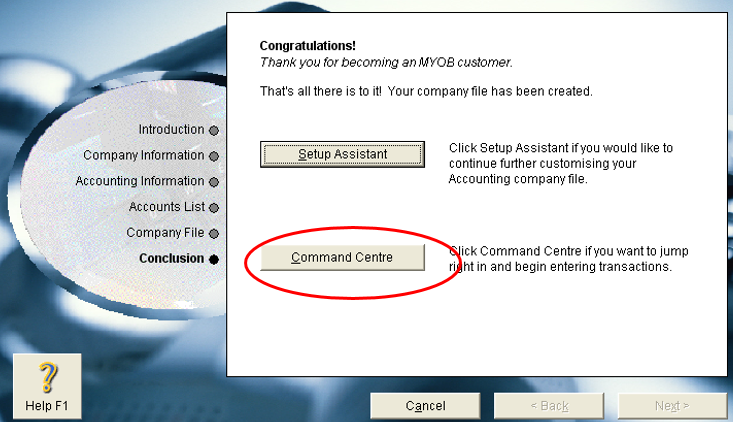 Congratulations!
Thank you for becoming an MYOB customer.
That's all there is to it! Your company file has been created.
Introduction
Company Information
Accounting Information
Accounts List
Company File
Conclusion
Setup Assistant
Click Setup Assistant if you would like to
continue further customising your
Accounting company file.
Command Centre
Click Command Centre if you want to jump
right in and begin entering transactions.
Help F1
Cancel
< Back
Next >